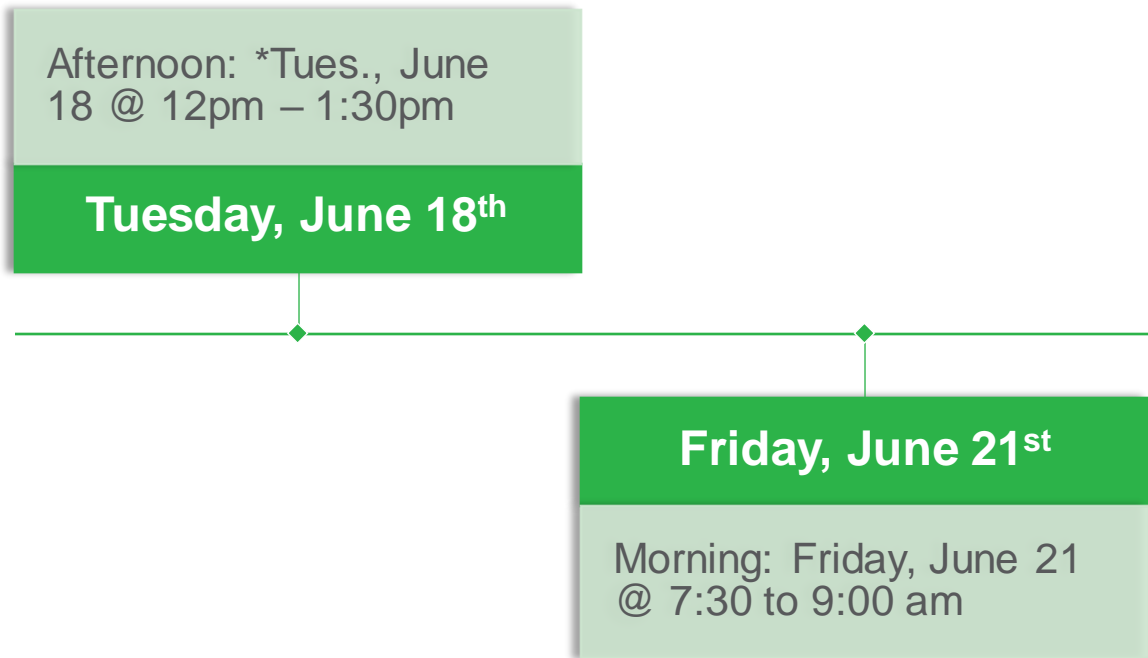 Afternoon: *Tues., June
18 @ 12pm – 1:30pm
Tuesday, June 18th
Friday, June 21st
Morning: Friday, June 21
@ 7:30 to 9:00 am